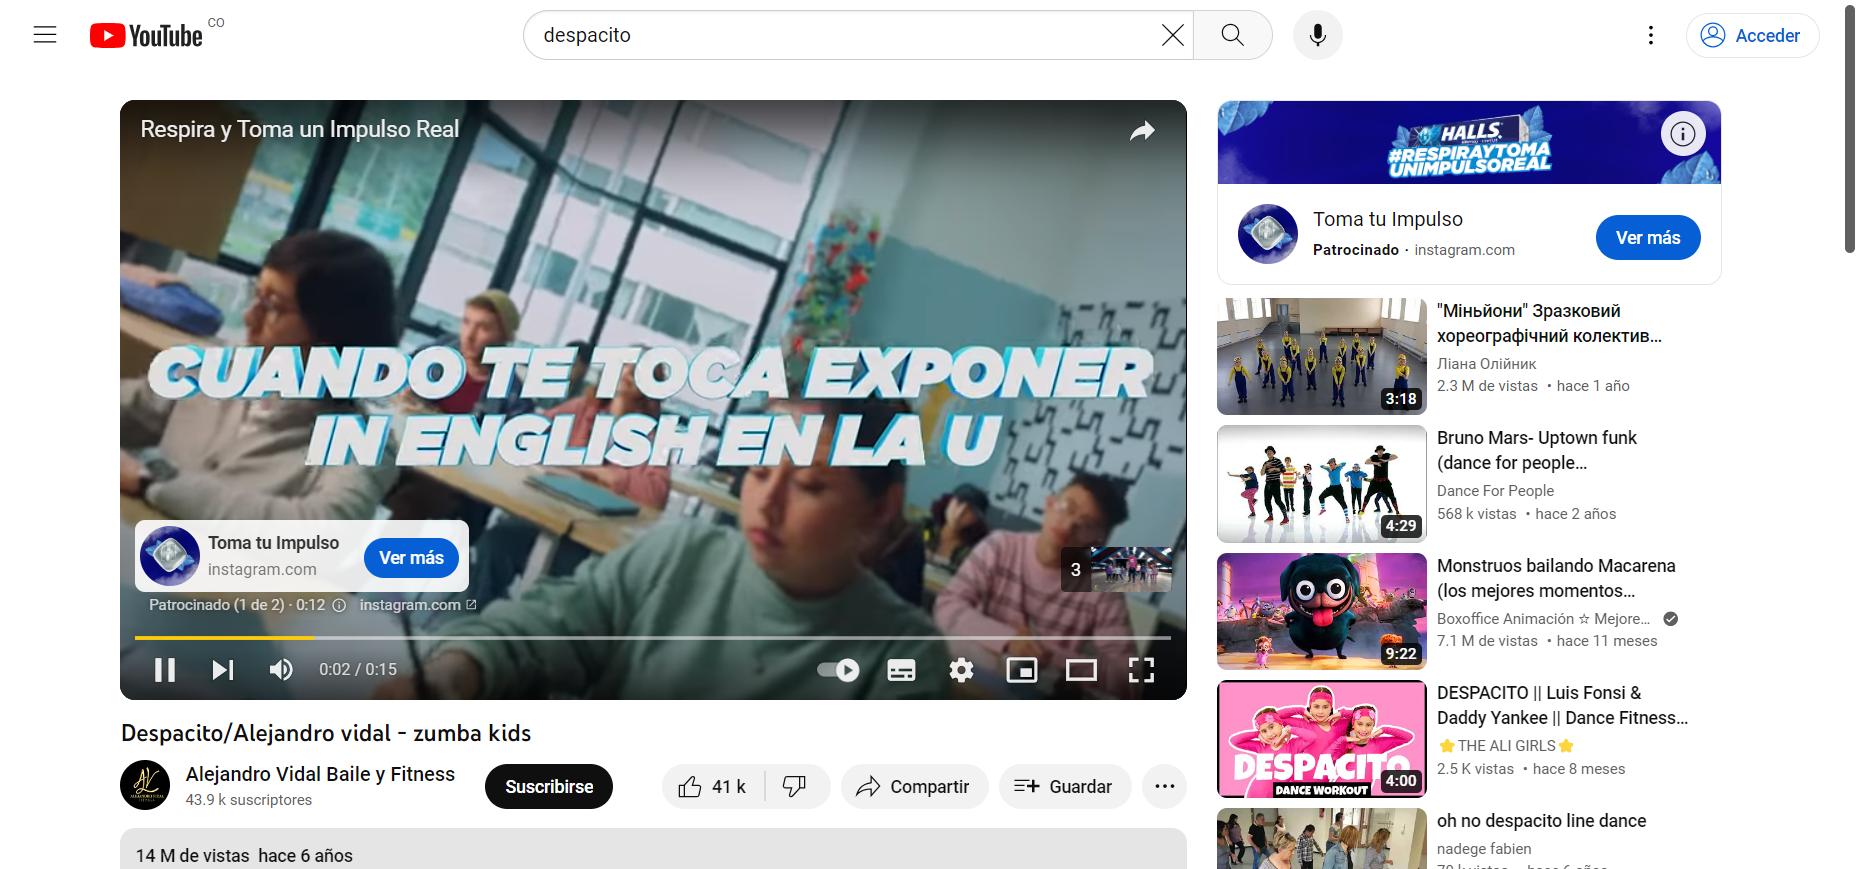 YouTube CO
despacito
Acceder
Respira y Toma un Impulso Real
CUANDO TE TOCA EXPONER
IN ENGLISH EN LA U
Toma tu Impulso
instagram.com
Ver más
3
Patrocinado (1 de 2) · 0:12 instagram.com
0:02 / 0:15
Despacito/Alejandro vidal - zumba kids
Alejandro Vidal Baile y Fitness
43.9 k suscriptores
Suscribirse
41 k
Compartir
Guardar
14 M de vistas hace 6 años
HALLS
#RESPIRAYTOMA
UNIMPULSOREAL
Toma tu Impulso
Patrocinado · instagram.com
Ver más
3:18
"Міньйони" Зразковий
хореографічний колектив...
Ліана Олійник
2.3 M de vistas • hace 1 año
4:29
Bruno Mars- Uptown funk
(dance for people...
Dance For People
568 k vistas • hace 2 años
9:22
Monstruos bailando Macarena
(los mejores momentos...
Boxoffice Animación ☆ Mejore...
7.1 M de vistas • hace 11 meses
DESPACITO
DANCE WORKOUT
4:00
DESPACITO || Luis Fonsi &
Daddy Yankee || Dance Fitness...
⭐THE ALI GIRLS⭐
2.5 K vistas • hace 8 meses
oh no despacito line dance
nadege fabien